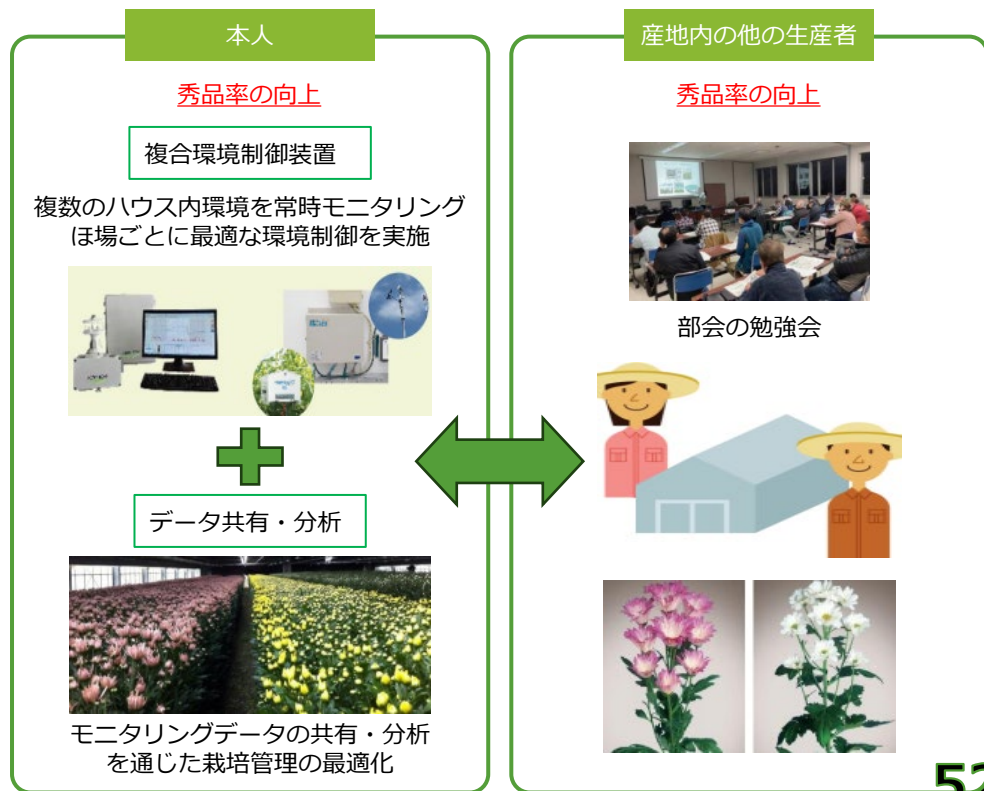 本人
秀品率の向上
複合環境制御装置
複数のハウス内環境を常時モニタリング
ほ場ごとに最適な環境制御を実施
データ共有・分析
モニタリングデータの共有・分析
を通じた栽培管理の最適化
産地内の他の生産者
秀品率の向上
部会の勉強会
52